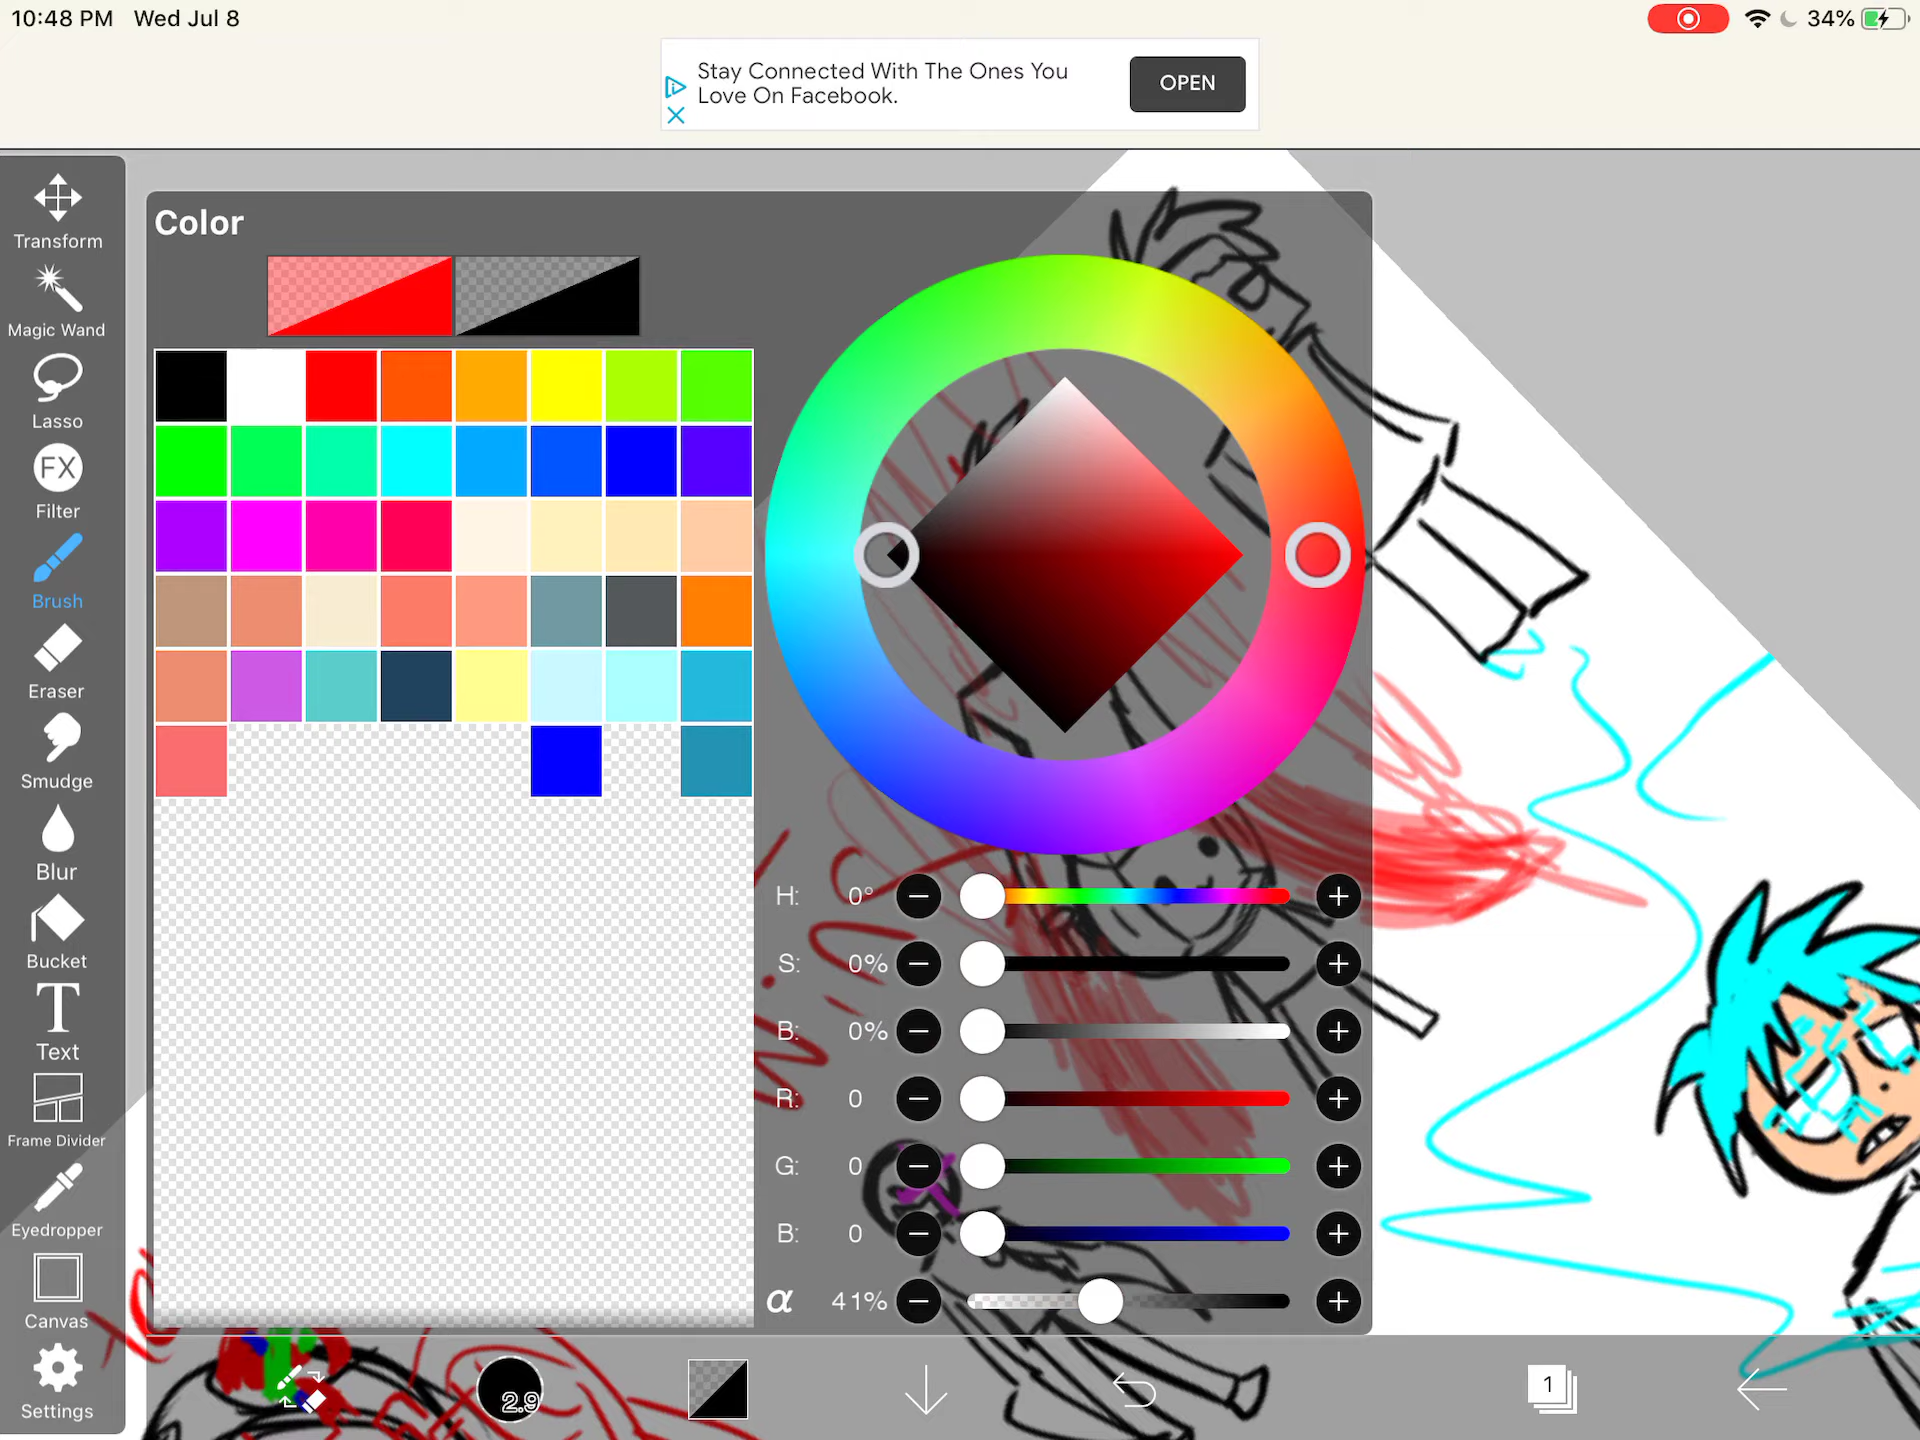 10:48 PM Wed Jul 8
34%
Stay Connected With The Ones You
Love On Facebook.
OPEN
Transform
Magic Wand
Lasso
FX
Filter
Brush
Eraser
Smudge
Blur
Bucket
T
Text
Frame Divider
Eyedropper
Canvas
Settings
Color
H: 0°
S: 0%
B: 0%
R: 0
G: 0
B: 0
α 41%
2.9
1